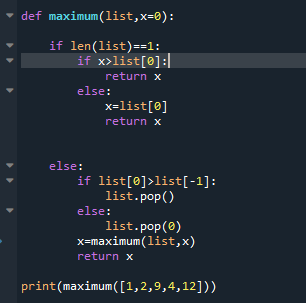 def maximum(list,x=0):
    if len(list)==1:
        if x>list[0]:
            return x
        else:
            x=list[0]
            return x
    else:
        if list[0]>list[-1]:
            list.pop()
        else:
            list.pop(0)
        x=maximum(list,x)
        return x
print(maximum([1,2,9,4,12]))